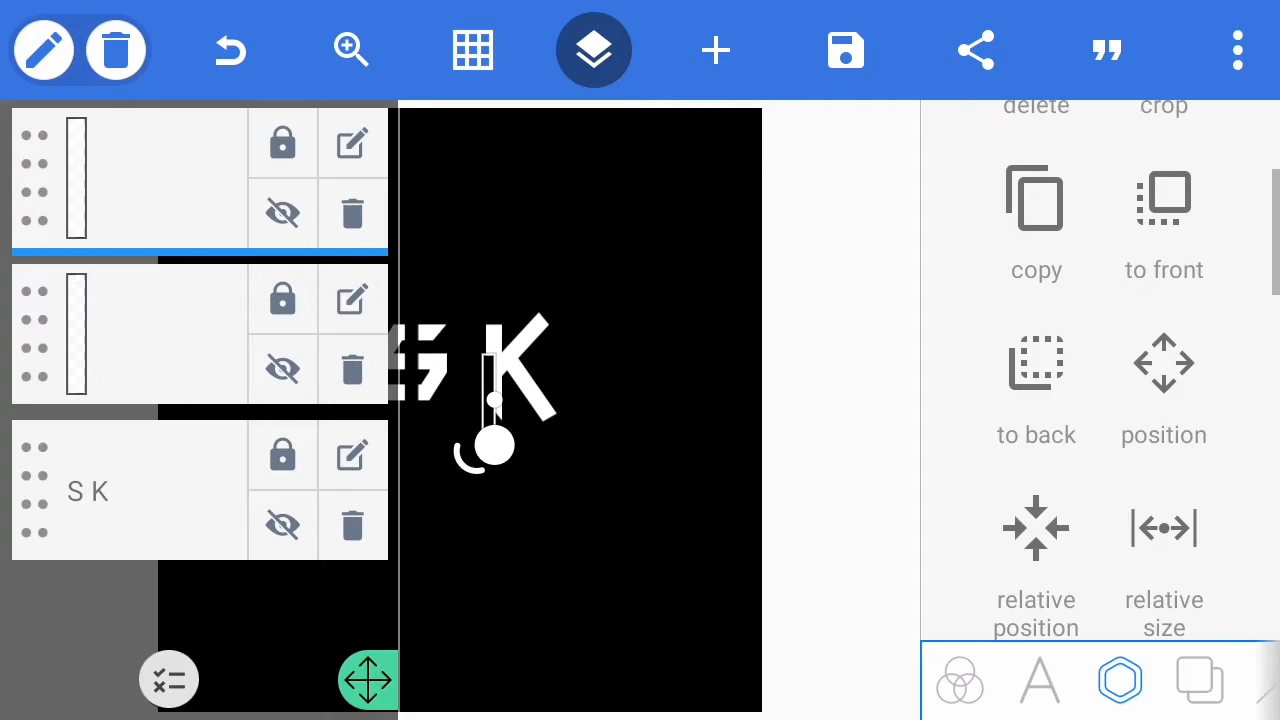 delete crop
copy to front
S K
to back position
S K
relative position relative size